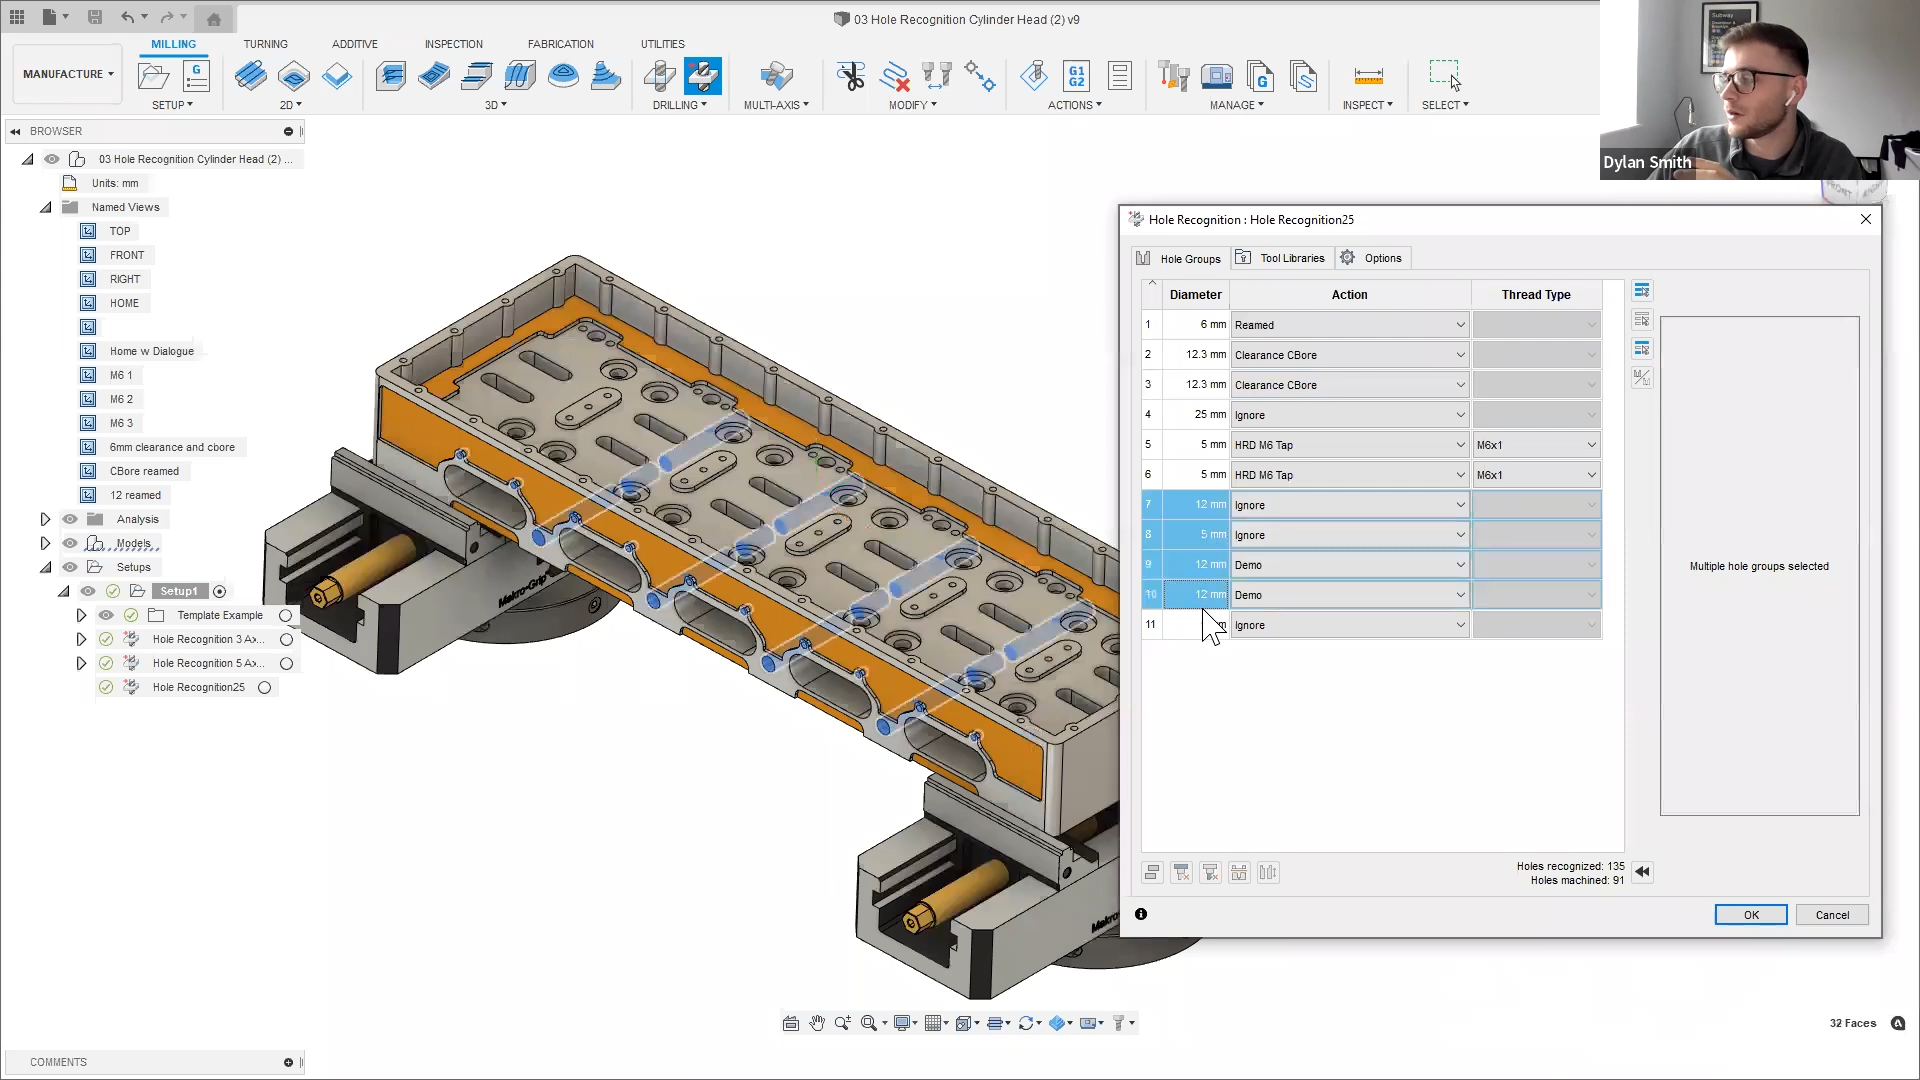 03 Hole Recognition Cylinder Head (2) v9
MILLING
TURNING
ADDITIVE
INSPECTION
FABRICATION
UTILITIES
MANUFACTURE
G
G1
G2
G
SETUP
2D
3D
DRILLING
MULTI-AXIS
MODIFY
ACTIONS
MANAGE
INSPECT
SELECT
Subway
Dylan Smith
BROWSER
03 Hole Recognition Cylinder Head (2) ...
Units: mm
Named Views
TOP
FRONT
RIGHT
HOME
Home w Dialogue
M6 1
M6 2
M6 3
6mm clearance and cbore
CBore reamed
12 reamed
Analysis
Models
Setups
Setup1
Template Example
Hole Recognition 3 Ax...
Hole Recognition 5 Ax...
Hole Recognition25
Makro-Grip
Hole Recognition : Hole Recognition25
Hole Groups
Tool Libraries
Options
Diameter Action Thread Type
1 6 mm Reamed
2 12.3 mm Clearance CBore
3 12.3 mm Clearance CBore
4 25 mm Ignore
5 5 mm HRD M6 Tap M6x1
6 5 mm HRD M6 Tap M6x1
7 12 mm Ignore
8 5 mm Ignore
9 12 mm Demo
10 12 mm Demo
11 Ignore
Multiple hole groups selected
Holes recognized: 135
Holes machined: 91
OK
Cancel
32 Faces
COMMENTS